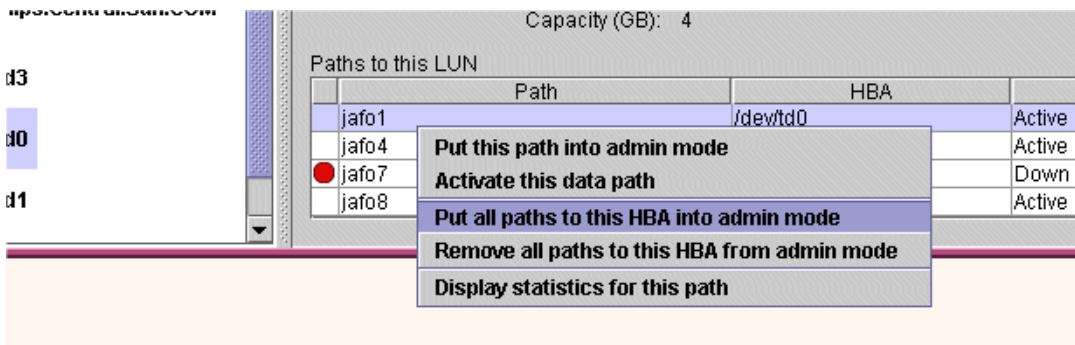 Capacity (GB): 4
d3
Paths to this LUN
Path HBA
jafo1 /dev/td0 Active
d0
jafo4 Active
jafo7 Down
d1
jafo8 Active
Put this path into admin mode
Activate this data path
Put all paths to this HBA into admin mode
Remove all paths to this HBA from admin mode
Display statistics for this path